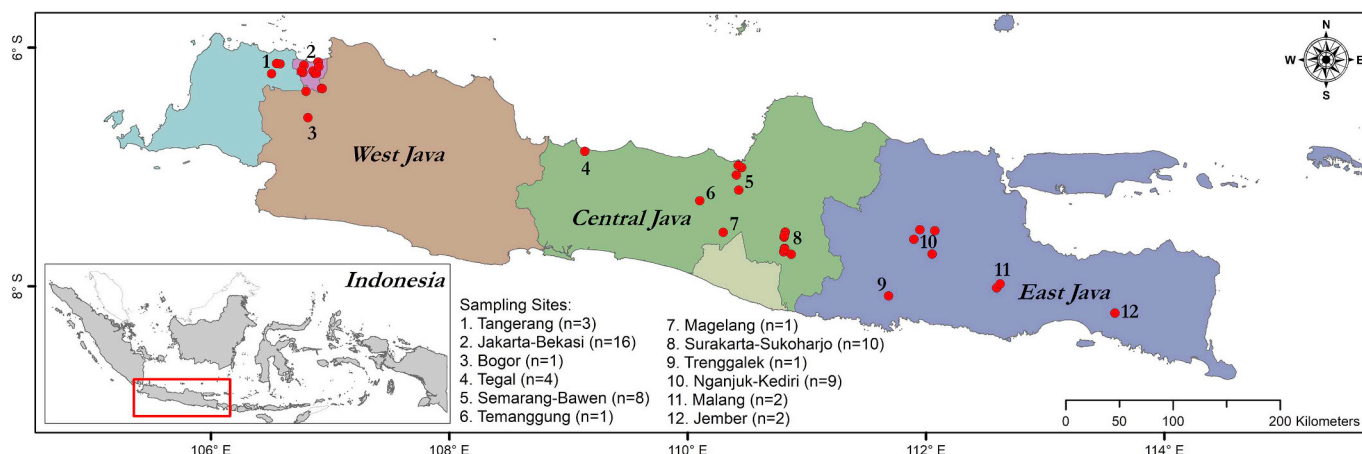 N
W
E
S
6° S
8° S
1
2
3
West Java
4
5
6
Central Java
7
8
9
10
11
East Java
12
Indonesia
Sampling Sites:
1. Tangerang (n=3)
2. Jakarta-Bekasi (n=16)
3. Bogor (n=1)
4. Tegal (n=4)
5. Semarang-Bawen (n=8)
6. Temanggung (n=1)
7. Magelang (n=1)
8. Surakarta-Sukoharjo (n=10)
9. Trenggalek (n=1)
10. Nganjuk-Kediri (n=9)
11. Malang (n=2)
12. Jember (n=2)
0 50 100 200 Kilometers
106° E
108° E
110° E
112° E
114° E